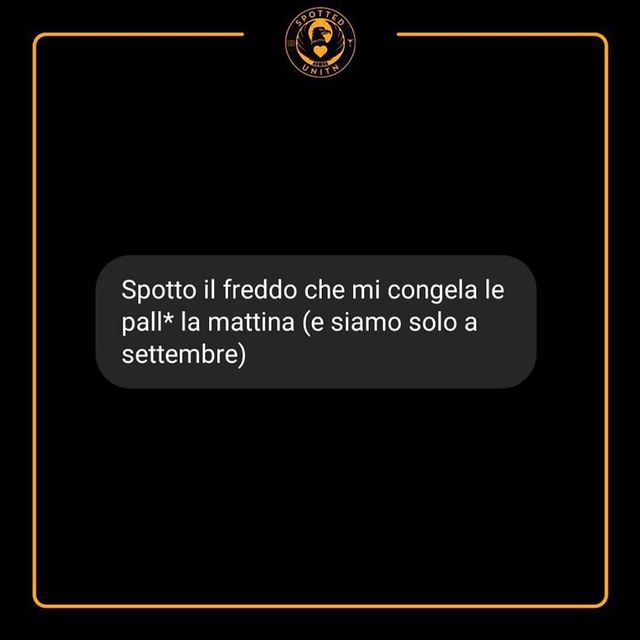 SPOTTED
UNITN
Spotto il freddo che mi congela le
pall* la mattina (e siamo solo a
settembre)